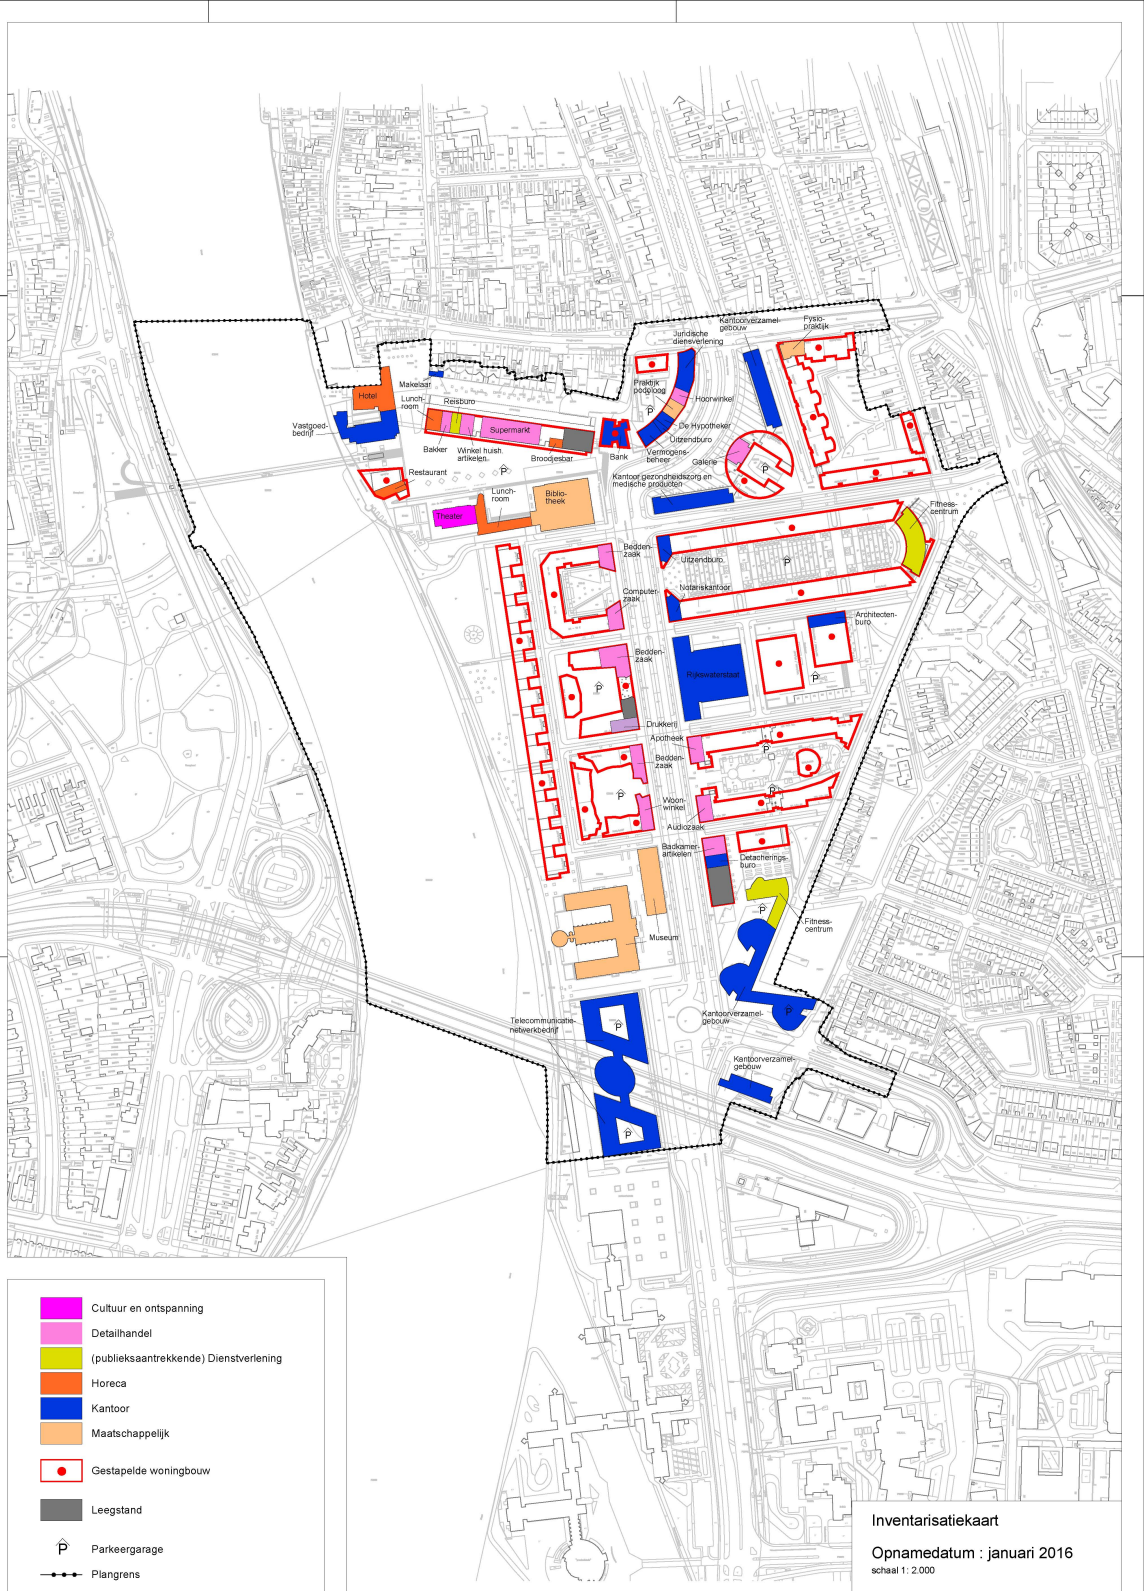 Kantoorverzamel-
gebouw
Fysio-
praktijk
Juridische
diensverlening
Makelaar
Praktijk
podoloog
Hotel
Lunch-
room
Reisburo
Hoorwinkel
P
Vastgoed-
bedrijf
Supermarkt
De Hypotheker
Uitzendburo
Bakker
Winkel huish.
artikelen
Broodjesbar
Bank
Vermogens-
beheer
Galerie
P
P
Restaurant
Kantoor gezondheidszorg en
medische producten
Lunch-
room
Biblio-
theek
Theater
Fitness-
centrum
Bedden-
zaak
Uitzendburo
P
Computer-
zaak
Notariskantoor
Architecten-
buro
Bedden-
zaak
Rijkswaterstaat
P
P
Drukkerij
Apotheek
P
Bedden-
zaak
P
P
Woon-
winkel
Audiozaak
Badkamer-
artikelen
Detacherings-
buro
P
Fitness-
centrum
Museum
Kantoorverzamel-
gebouw
P
Telecommunicatie-
netwerkbedrijf
P
Kantoorverzamel-
gebouw
P
Cultuur en ontspanning
Detailhandel
(publieksaantrekkende) Dienstverlening
Horeca
Kantoor
Maatschappelijk
Gestapelde woningbouw
Leegstand
P Parkeergarage
Plangrens
Inventarisatiekaart
Opnamedatum : januari 2016
schaal 1: 2.000